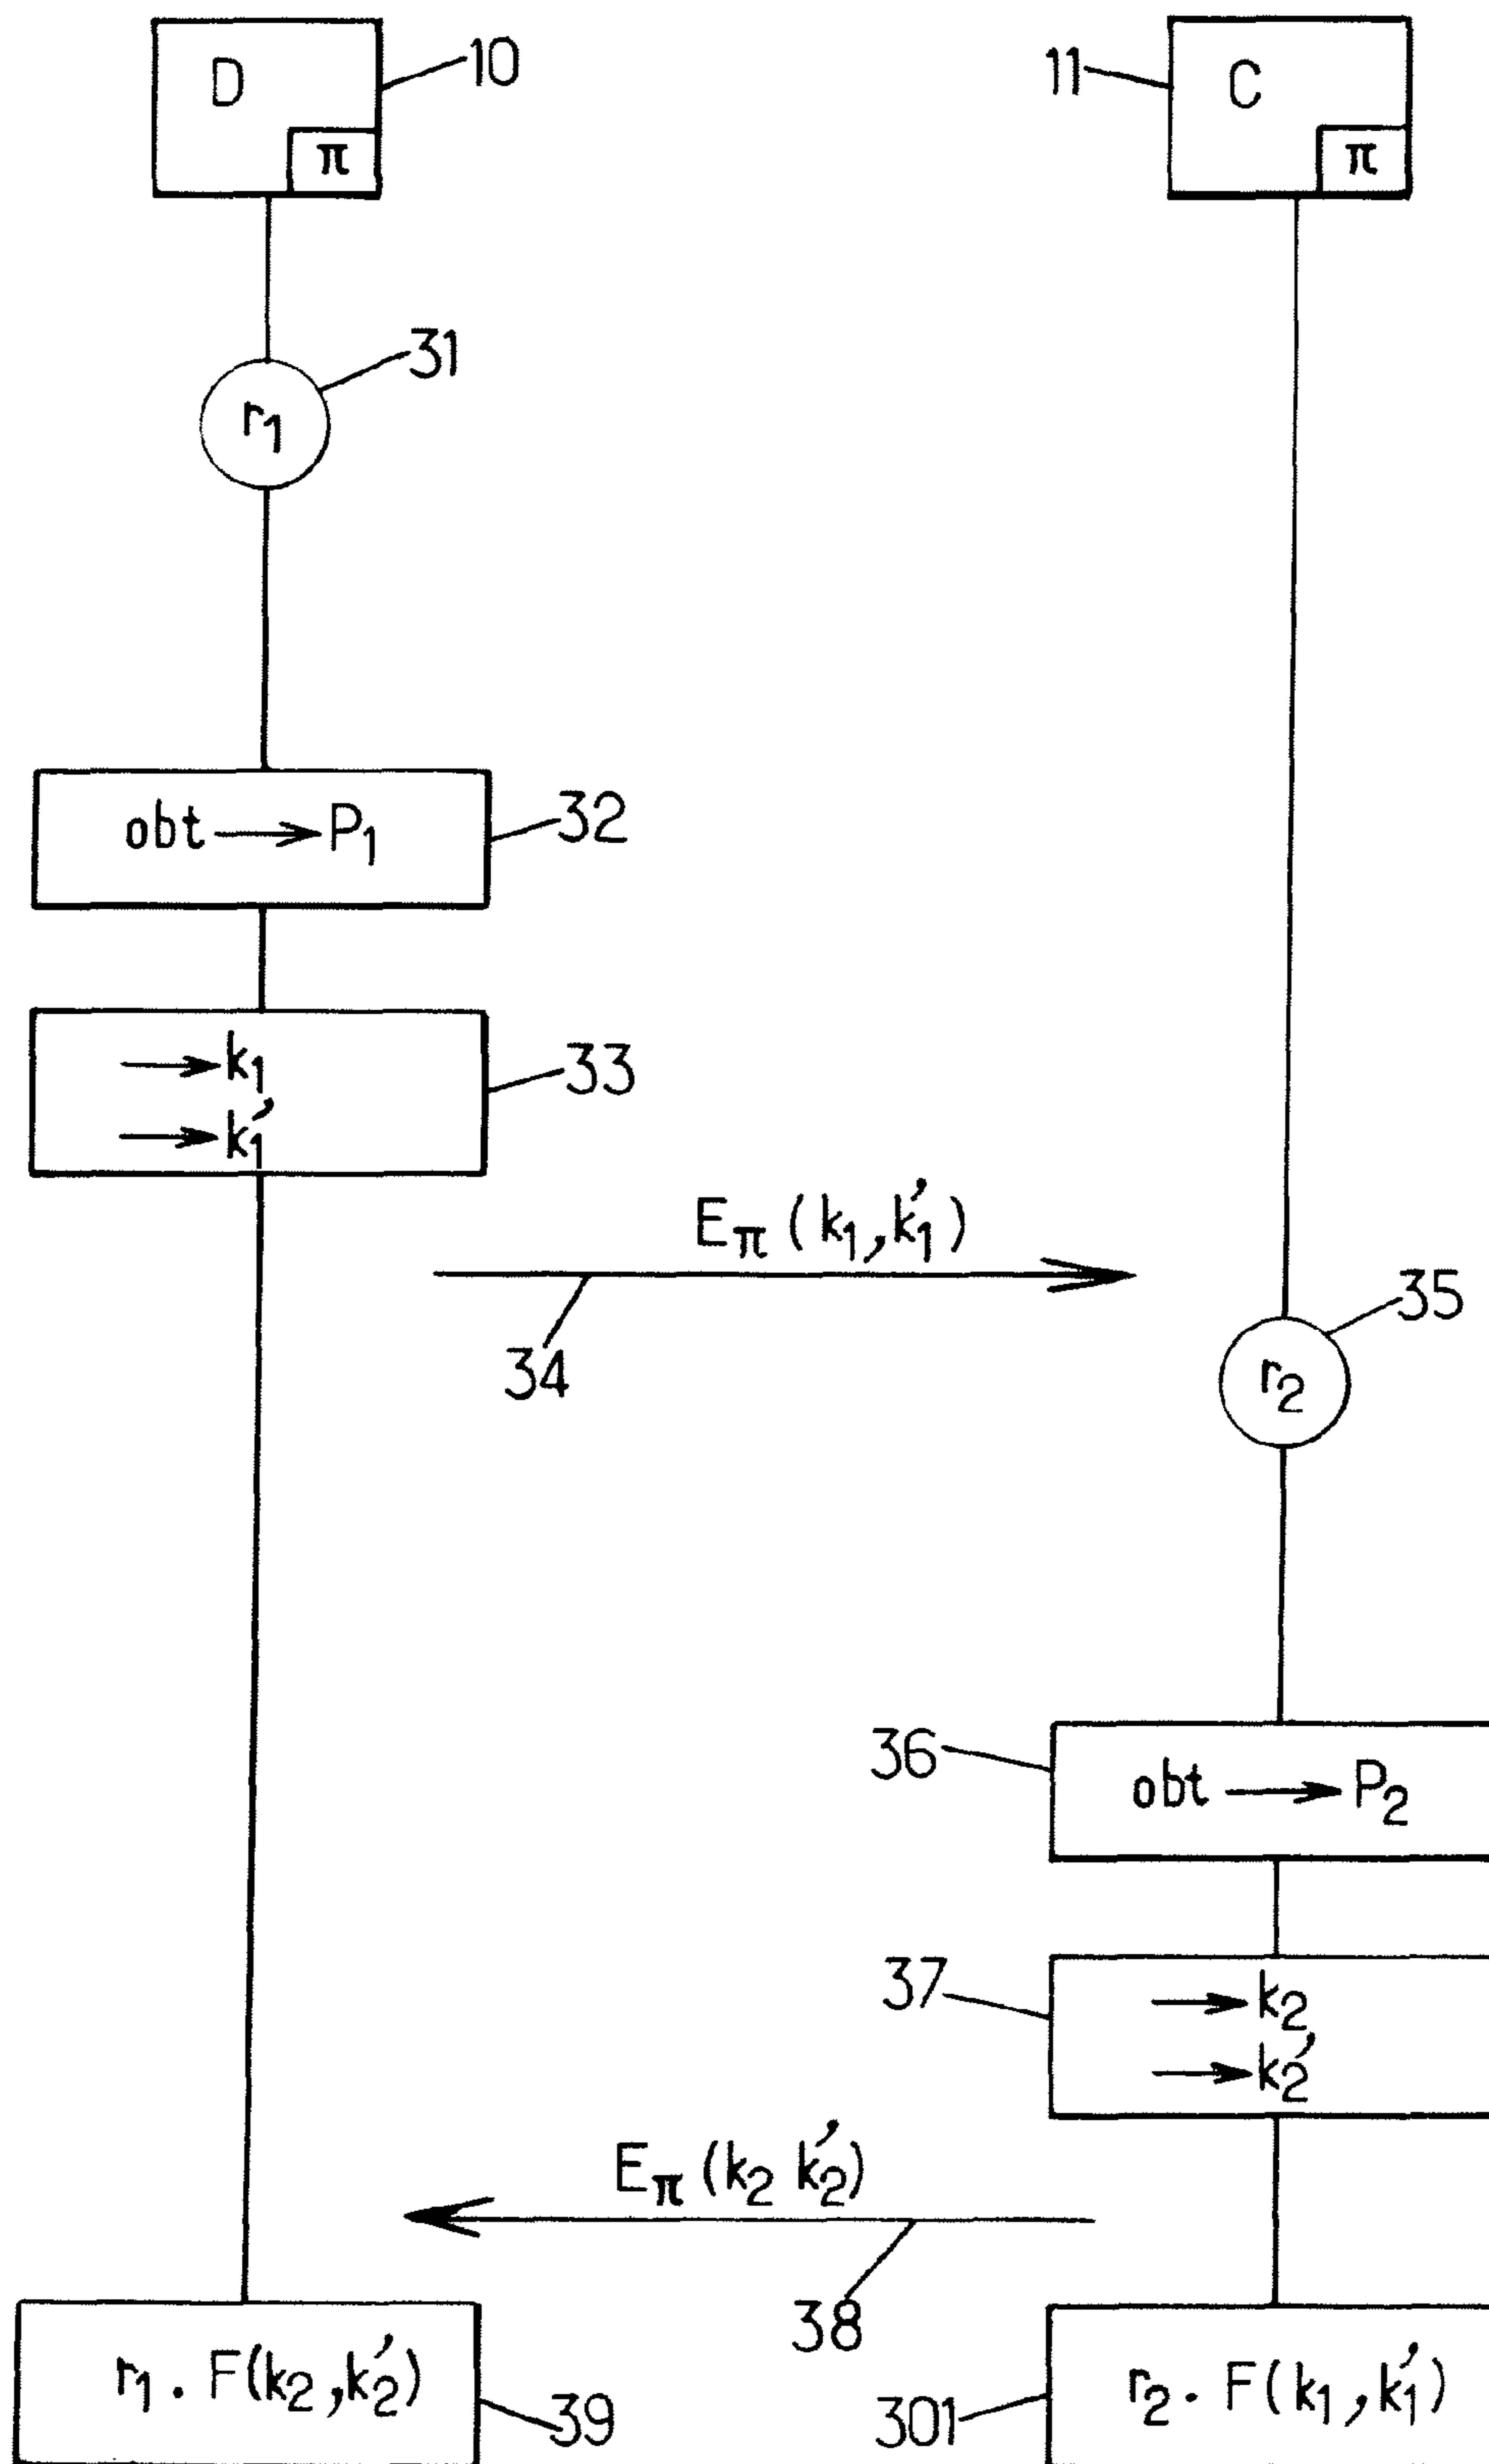 D
10
π
11
C
π
31
r₁
obt → P₁
32
→ k₁
→ k₁′
33
Eπ (k₁, k₁′)
34
35
r₂
36
obt → P₂
37
→ k₂
→ k₂′
Eπ (k₂ k₂′)
38
r₁ . F(k₂, k₂′)
39
301
r₂ . F(k₁, k₁′)